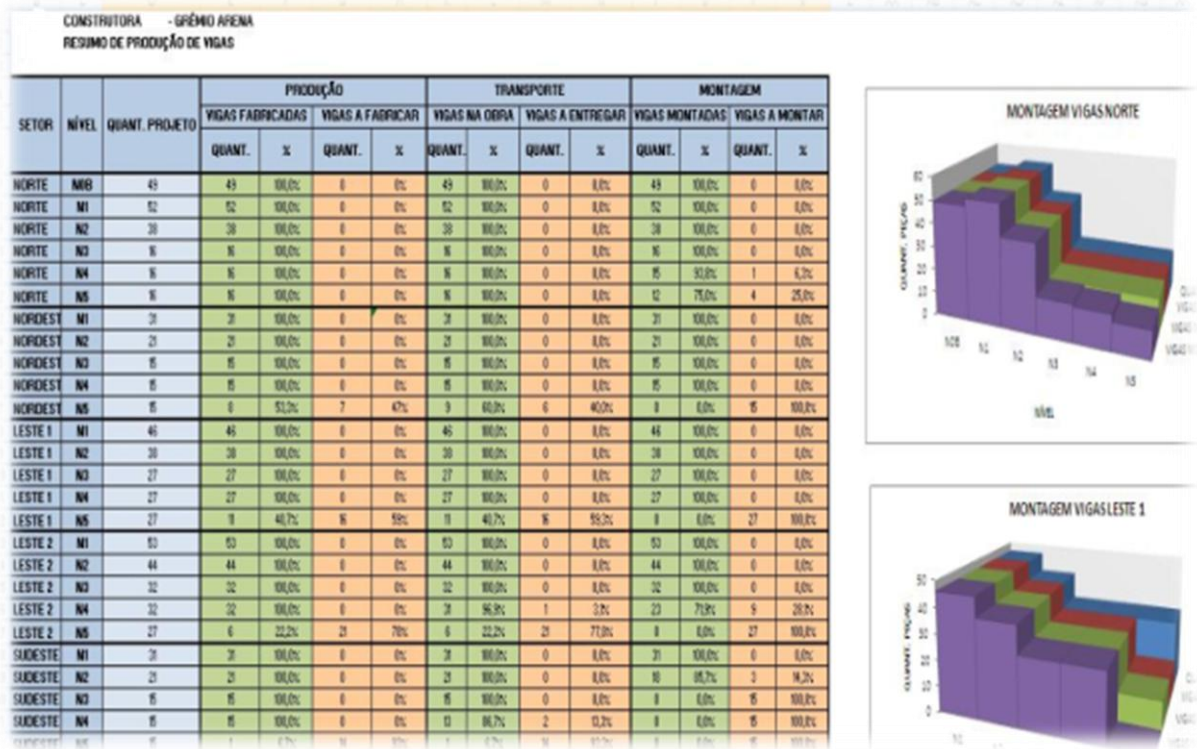 CONSTRUTORA - GRÊMIO ARENA
RESUMO DE PRODUÇÃO DE VIGAS
PRODUÇÃO TRANSPORTE MONTAGEM
SETOR NÍVEL QUANT. PROJETO VIGAS FABRICADAS VIGAS A FABRICAR VIGAS NA OBRA VIGAS A ENTREGAR VIGAS MONTADAS VIGAS A MONTAR
QUANT. % QUANT. % QUANT. % QUANT. % QUANT. % QUANT. %
NORTE N0B 49 49 100,0% 0 0% 49 100,0% 0 0,0% 49 100,0% 0 0,0%
NORTE N1 52 52 100,0% 0 0% 52 100,0% 0 0,0% 52 100,0% 0 0,0%
NORTE N2 38 38 100,0% 0 0% 38 100,0% 0 0,0% 38 100,0% 0 0,0%
NORTE N3 16 16 100,0% 0 0% 16 100,0% 0 0,0% 16 100,0% 0 0,0%
NORTE N4 16 16 100,0% 0 0% 16 100,0% 0 0,0% 15 93,8% 1 6,3%
NORTE N5 16 16 100,0% 0 0% 16 100,0% 0 0,0% 12 75,0% 4 25,0%
NORDEST N1 31 31 100,0% 0 0% 31 100,0% 0 0,0% 31 100,0% 0 0,0%
NORDEST N2 21 21 100,0% 0 0% 21 100,0% 0 0,0% 21 100,0% 0 0,0%
NORDEST N3 15 15 100,0% 0 0% 15 100,0% 0 0,0% 15 100,0% 0 0,0%
NORDEST N4 15 15 100,0% 0 0% 15 100,0% 0 0,0% 15 100,0% 0 0,0%
NORDEST N5 15 8 53,3% 7 47% 9 60,0% 6 40,0% 0 0,0% 15 100,0%
LESTE 1 N1 46 46 100,0% 0 0% 46 100,0% 0 0,0% 46 100,0% 0 0,0%
LESTE 1 N2 38 38 100,0% 0 0% 38 100,0% 0 0,0% 38 100,0% 0 0,0%
LESTE 1 N3 27 27 100,0% 0 0% 27 100,0% 0 0,0% 27 100,0% 0 0,0%
LESTE 1 N4 27 27 100,0% 0 0% 27 100,0% 0 0,0% 27 100,0% 0 0,0%
LESTE 1 N5 27 11 40,7% 16 59% 11 40,7% 16 59,3% 0 0,0% 27 100,0%
LESTE 2 N1 53 53 100,0% 0 0% 53 100,0% 0 0,0% 53 100,0% 0 0,0%
LESTE 2 N2 44 44 100,0% 0 0% 44 100,0% 0 0,0% 44 100,0% 0 0,0%
LESTE 2 N3 32 32 100,0% 0 0% 32 100,0% 0 0,0% 32 100,0% 0 0,0%
LESTE 2 N4 32 32 100,0% 0 0% 31 96,9% 1 3,1% 23 71,9% 9 28,1%
LESTE 2 N5 27 6 22,2% 21 78% 6 22,2% 21 77,8% 0 0,0% 27 100,0%
SUDESTE N1 31 31 100,0% 0 0% 31 100,0% 0 0,0% 31 100,0% 0 0,0%
SUDESTE N2 21 21 100,0% 0 0% 21 100,0% 0 0,0% 18 85,7% 3 14,3%
SUDESTE N3 15 15 100,0% 0 0% 15 100,0% 0 0,0% 0 0,0% 15 100,0%
SUDESTE N4 15 15 100,0% 0 0% 13 86,7% 2 13,3% 0 0,0% 15 100,0%
MONTAGEM VIGAS NORTE
QUANT. PEÇAS
60
50
40
30
20
10
0
N0B N1 N2 N3 N4 N5
NÍVEL
MONTAGEM VIGAS LESTE 1
QUANT. PEÇAS
50
40
30
0
N1